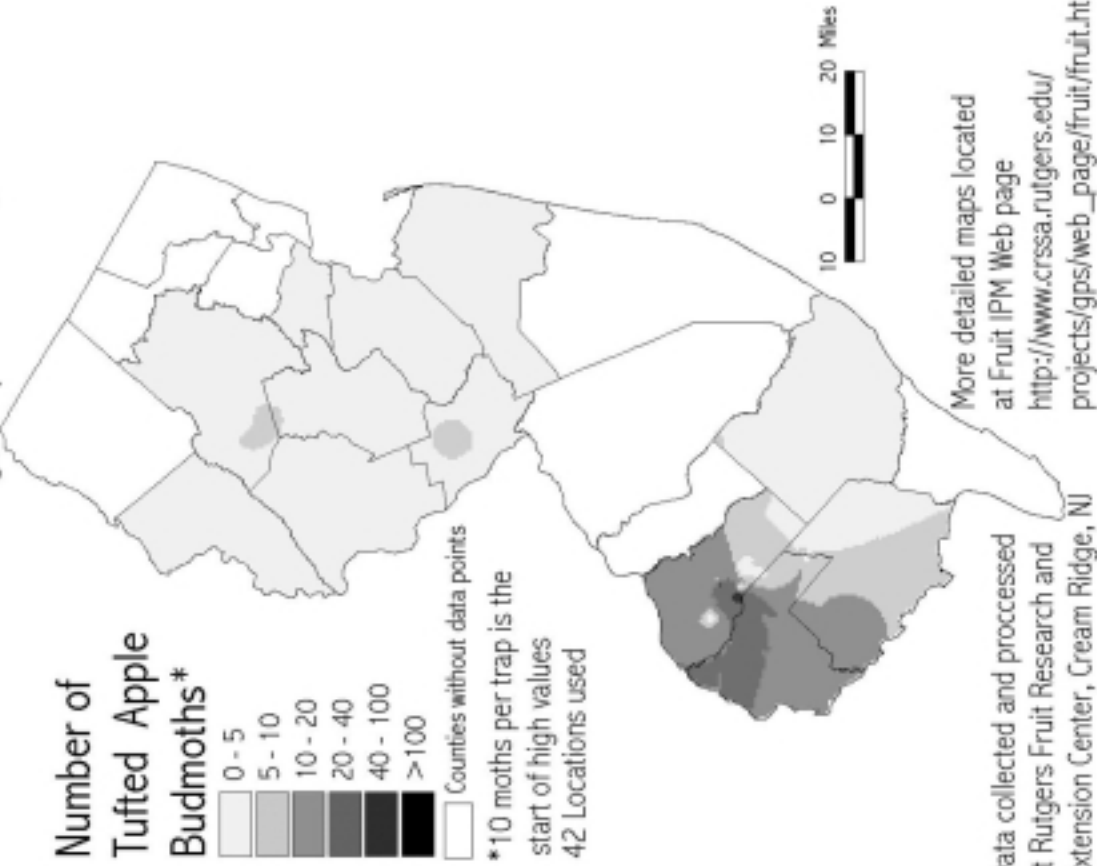 Number of
Tufted Apple
Budmoths*
0 - 5
5 - 10
10 - 20
20 - 40
40 - 100
>100
Counties without data points
*10 moths per trap is the
start of high values
42 Locations used
10 0 10 20 Miles
More detailed maps located
at Fruit IPM Web page
http://www.crssa.rutgers.edu/
projects/gps/web_page/fruit/fruit.ht
ata collected and proccessed
t Rutgers Fruit Research and
xtension Center, Cream Ridge, NJ